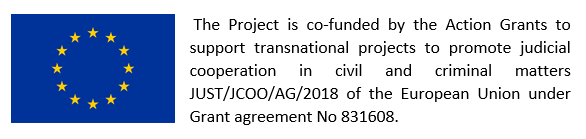 The Project is co-funded by the Action Grants to
support transnational projects to promote judicial
cooperation in civil and criminal matters
JUST/JCOO/AG/2018 of the European Union under
Grant agreement No 831608.